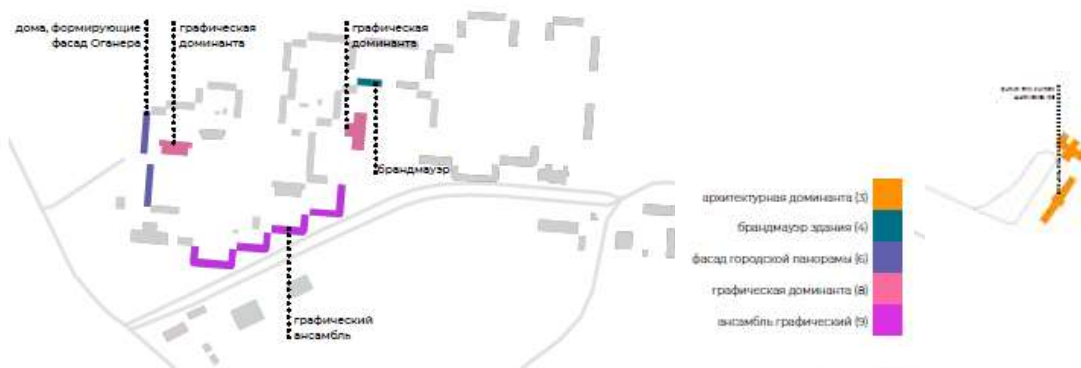 дома, формирующие
фасад Оганера
графическая
доминанта
графическая
доминанта
брандмауэр
графический
ансамбль
архитектурная доминанта (3)
брандмауэр здания (4)
фасад городской панорамы (6)
графическая доминанта (8)
ансамбль графический (9)